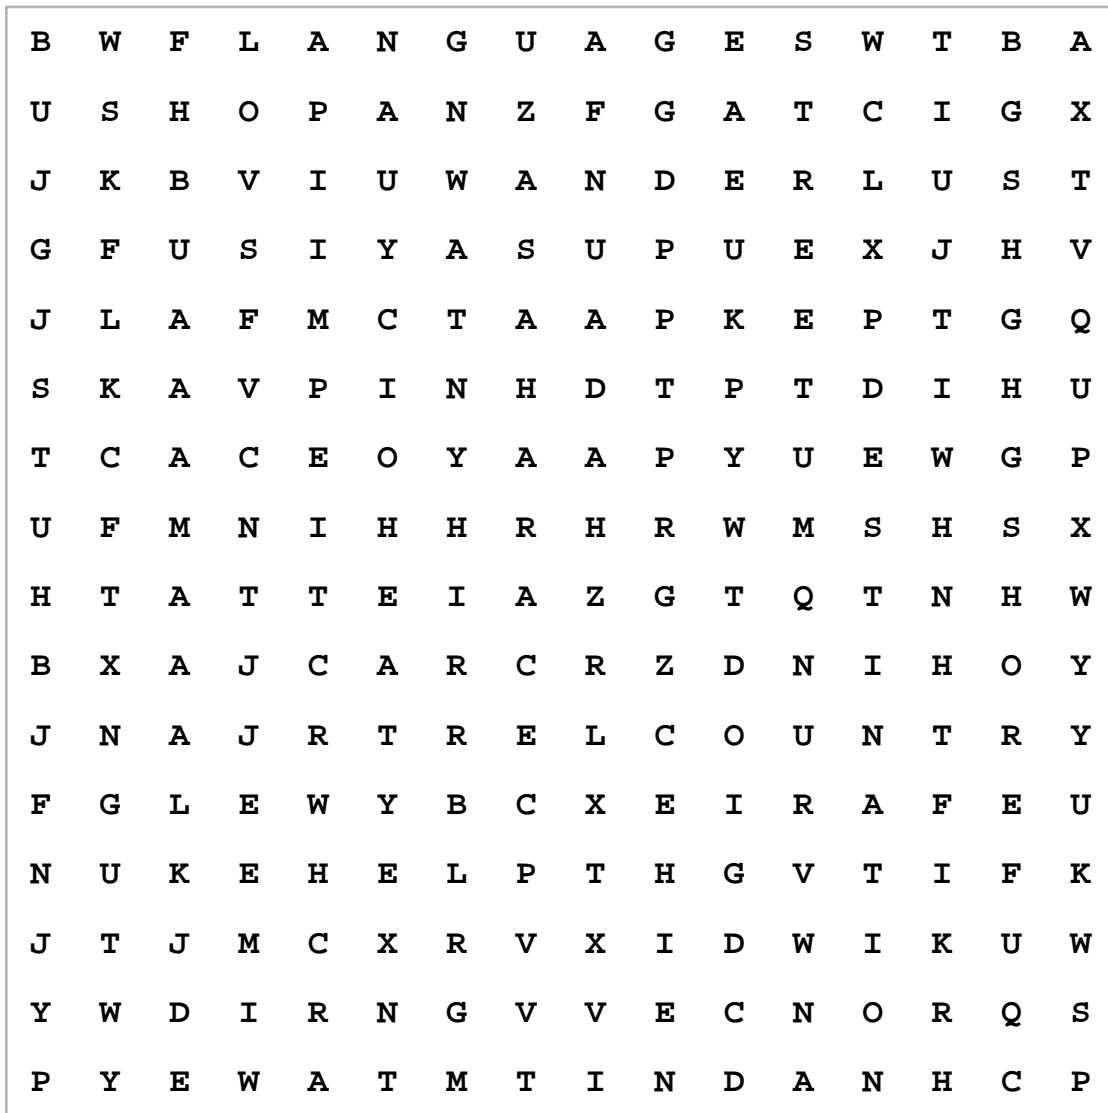 B W F L A N G U A G E S W T B A
U S H O P A N Z F G A T C I G X
J K B V I U W A N D E R L U S T
G F U S I Y A S U P U E X J H V
J L A F M C T A A P K E P T G Q
S K A V P I N H D T P T D I H U
T C A C E O Y A A P Y U E W G P
U F M N I H H R H R W M S H S X
H T A T T E I A Z G T Q T N H W
B X A J C A R C R Z D N I H O Y
J N A J R T R E L C O U N T R Y
F G L E W Y B C X E I R A F E U
N U K E H E L P T H G V T I F K
J T J M C X R V X I D W I K U W
Y W D I R N G V V E C N O R Q S
P Y E W A T M T I N D A N H C P